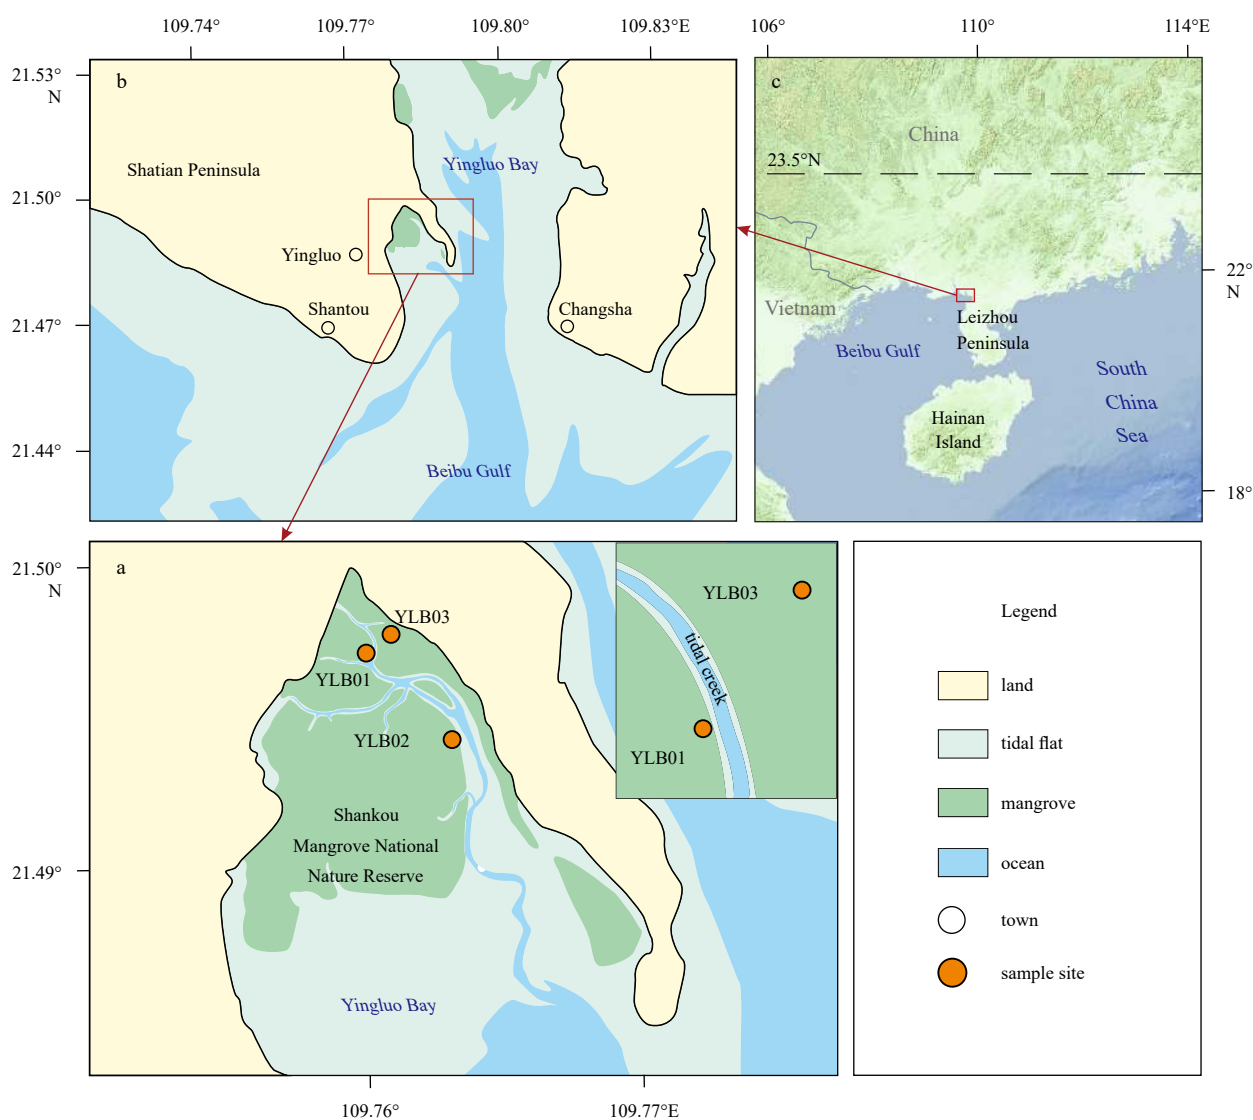 109.74°
109.77°
109.80°
109.83°E
106°
110°
114°E
21.53°
N
21.50°
21.47°
21.44°
b
Shatian Peninsula
Yingluo Bay
Yingluo
Shantou
Changsha
Beibu Gulf
c
China
23.5°N
Vietnam
Leizhou
Peninsula
Beibu Gulf
South
China
Sea
Hainan
Island
22°
N
18°
21.50°
N
21.49°
a
YLB03
YLB01
YLB02
Shankou
Mangrove National
Nature Reserve
Yingluo Bay
YLB03
tidal creek
YLB01
109.76°
109.77°E
Legend
land
tidal flat
mangrove
ocean
town
sample site